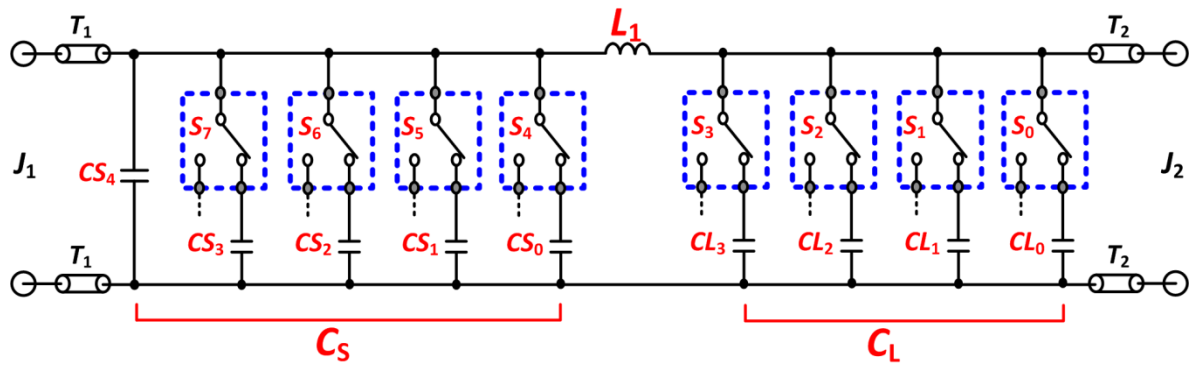 T1 L1 T2
S7 S6 S5 S4 S3 S2 S1 S0
J1 CS4 J2
CS3 CS2 CS1 CS0 CL3 CL2 CL1 CL0
T1 T2
CS CL